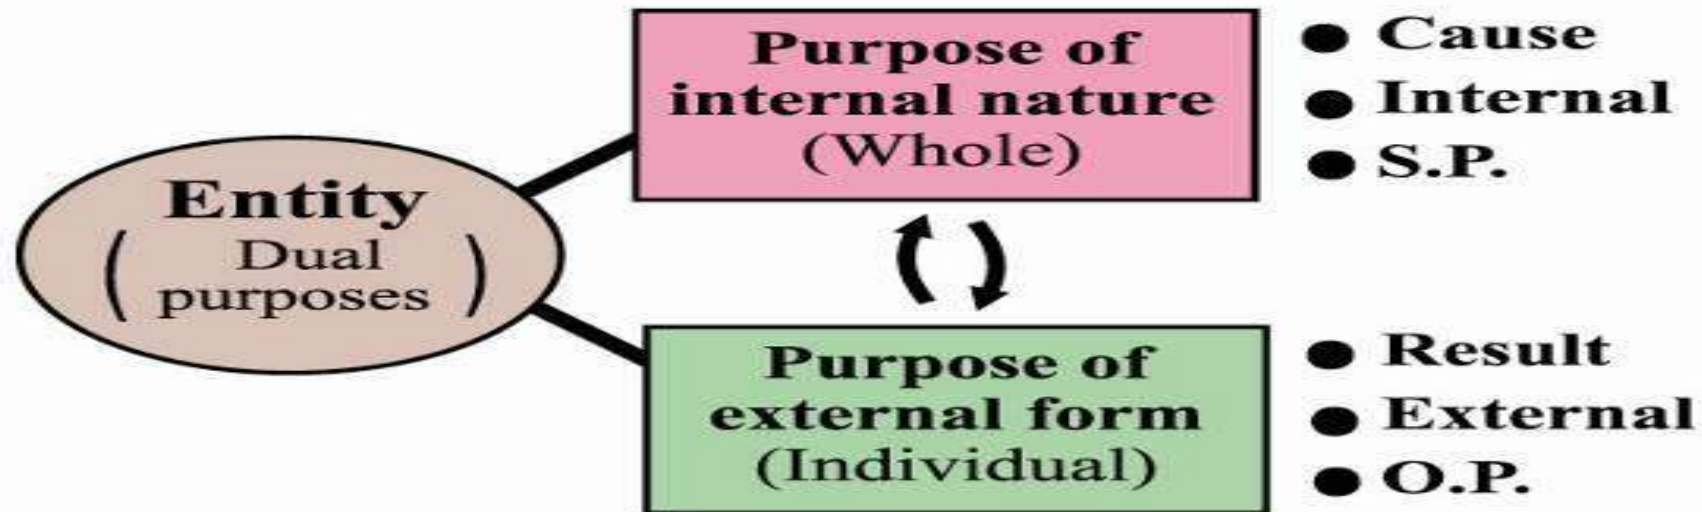 Entity
( Dual
purposes )
Purpose of
internal nature
(Whole)
● Cause
● Internal
● S.P.
Purpose of
external form
(Individual)
● Result
● External
● O.P.